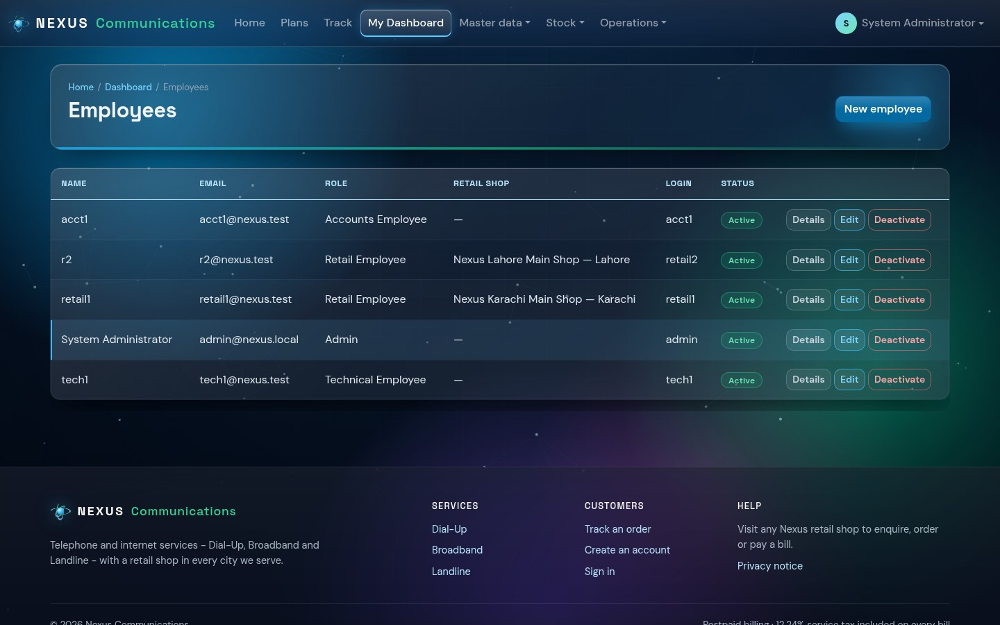 NEXUS Communications Home Plans Track My Dashboard Master data Stock Operations S System Administrator
Home / Dashboard / Employees
Employees
New employee
NAME EMAIL ROLE RETAIL SHOP LOGIN STATUS
acct1 acct1@nexus.test Accounts Employee — acct1 Active Details Edit Deactivate
r2 r2@nexus.test Retail Employee Nexus Lahore Main Shop — Lahore retail2 Active Details Edit Deactivate
retail1 retail1@nexus.test Retail Employee Nexus Karachi Main Shop — Karachi retail1 Active Details Edit Deactivate
System Administrator admin@nexus.local Admin — admin Active Details Edit Deactivate
tech1 tech1@nexus.test Technical Employee — tech1 Active Details Edit Deactivate
NEXUS Communications
Telephone and internet services – Dial-Up, Broadband and
Landline – with a retail shop in every city we serve.
SERVICES
Dial-Up
Broadband
Landline
CUSTOMERS
Track an order
Create an account
Sign in
HELP
Visit any Nexus retail shop to enquire, order
or pay a bill.
Privacy notice
© 2026 Nexus Communications
Postpaid billing · 12.24% service tax included on every bill